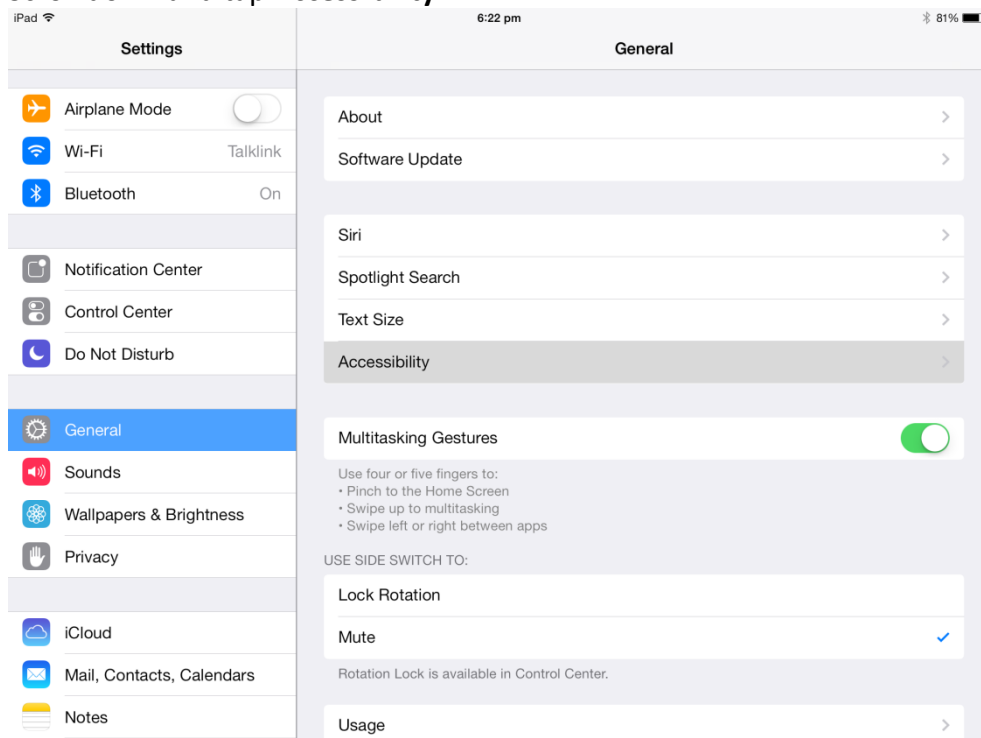 iPad
6:22 pm
81%
Settings
General
Airplane Mode
Wi-Fi Talklink
Bluetooth On
Notification Center
Control Center
Do Not Disturb
General
Sounds
Wallpapers & Brightness
Privacy
iCloud
Mail, Contacts, Calendars
Notes
About
Software Update
Siri
Spotlight Search
Text Size
Accessibility
Multitasking Gestures
Use four or five fingers to:
• Pinch to the Home Screen
• Swipe up to multitasking
• Swipe left or right between apps
USE SIDE SWITCH TO:
Lock Rotation
Mute
Rotation Lock is available in Control Center.
Usage